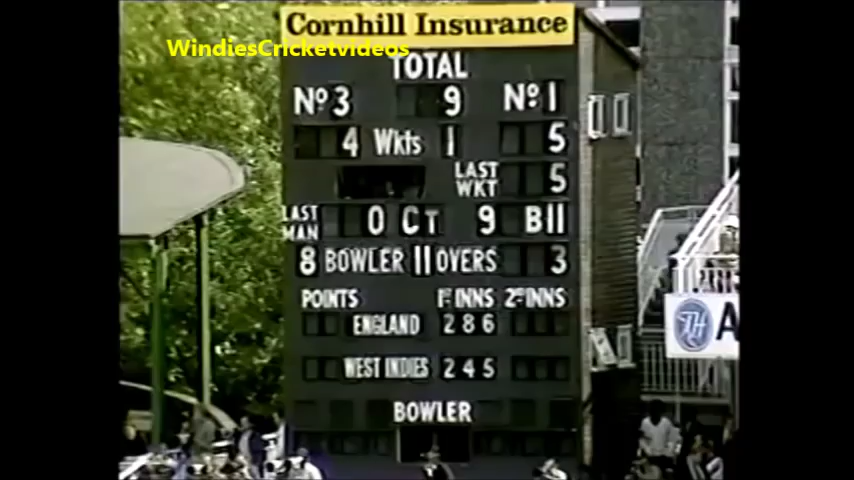 Cornhill Insurance
WindiesCricketvideos
TOTAL
Nº3 9 Nº1
4 Wkts 1 5
LAST WKT 5
LAST MAN 0 CT 9 B11
8 BOWLER 11 OVERS 3
POINTS 1ST INNS 2ND INNS
ENGLAND 286
WEST INDIES 245
BOWLER
TH A